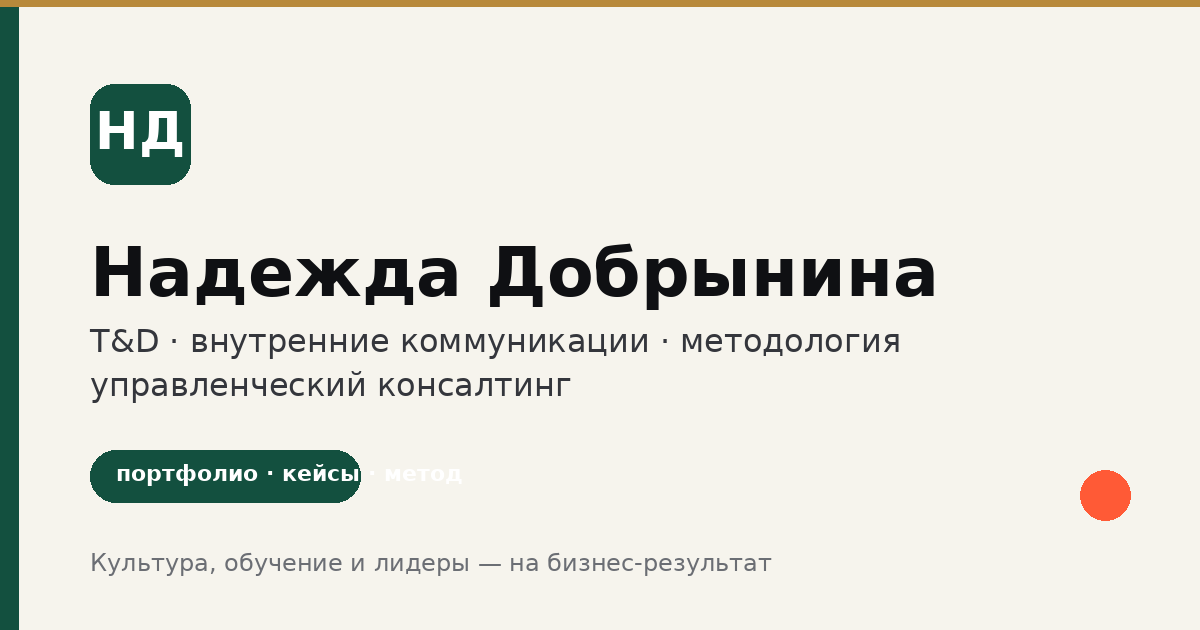 НД
Надежда Добрынина
T&D · внутренние коммуникации · методология
управленческий консалтинг
портфолио · кейсы · метод
Культура, обучение и лидеры — на бизнес-результат